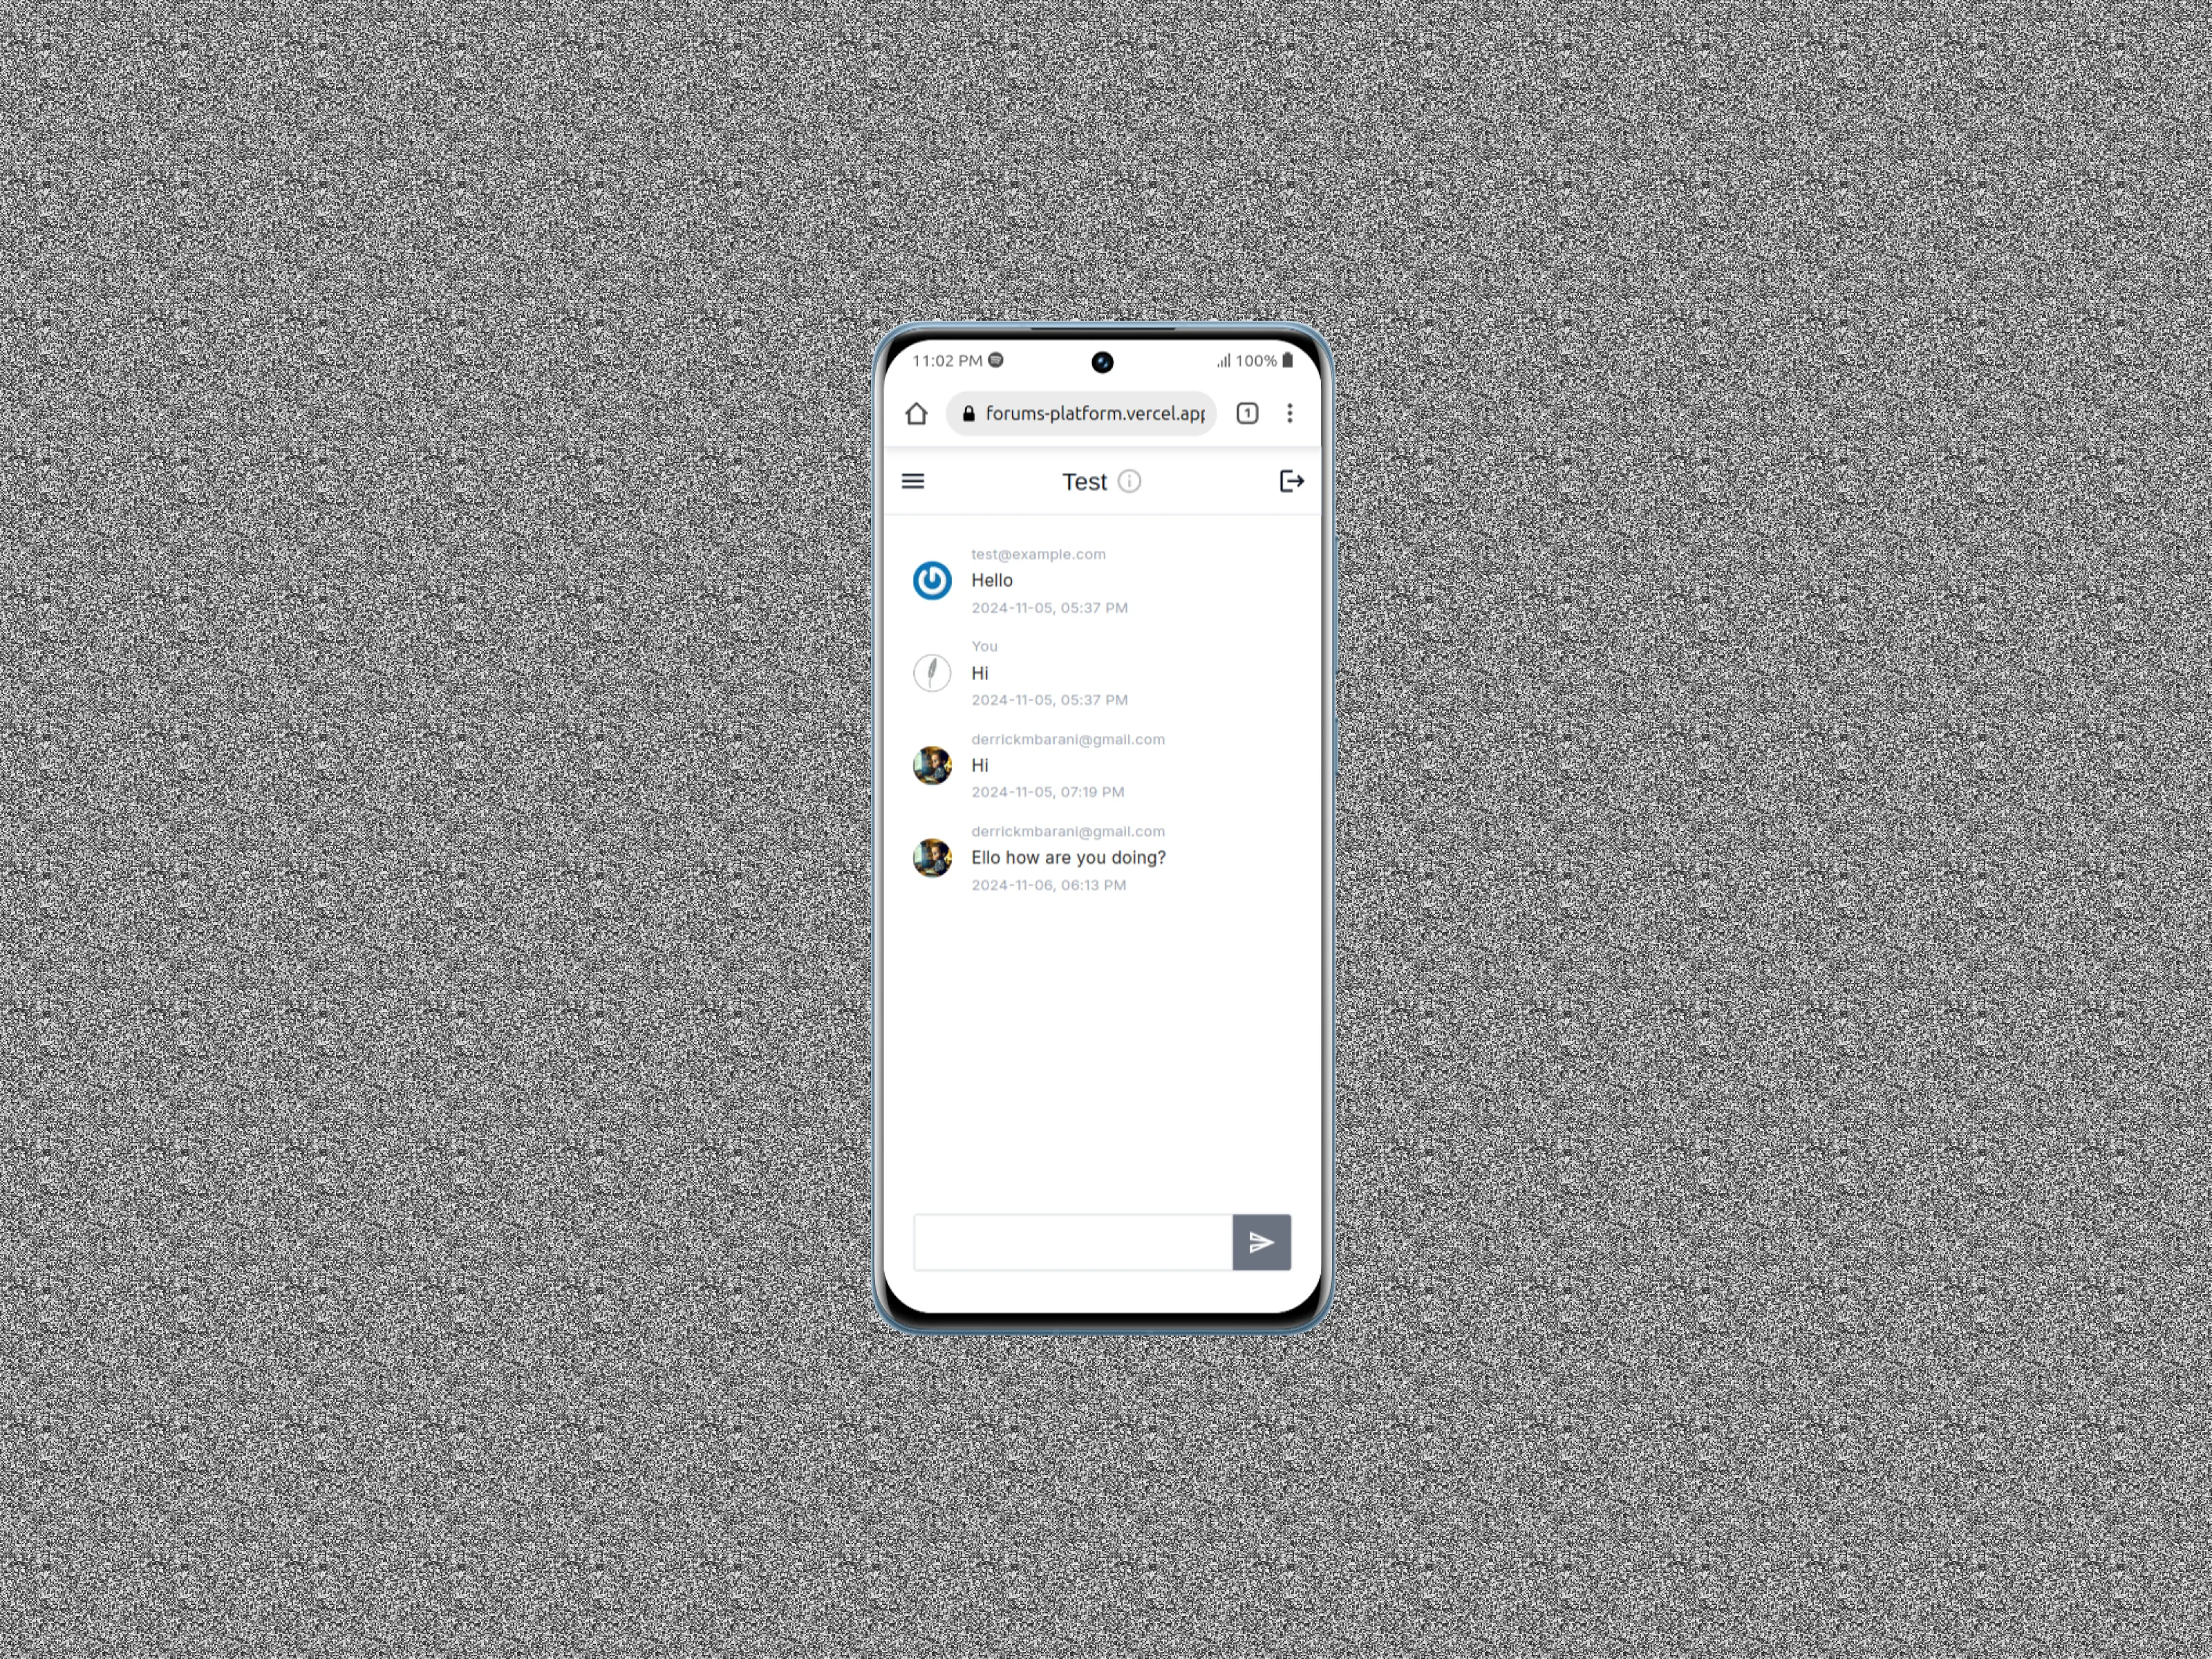 11:02 PM 100%
forums-platform.vercel.app
1
Test
test@example.com
Hello
2024-11-05, 05:37 PM
You
Hi
2024-11-05, 05:37 PM
derrickmbarani@gmail.com
Hi
2024-11-05, 07:19 PM
derrickmbarani@gmail.com
Ello how are you doing?
2024-11-06, 06:13 PM